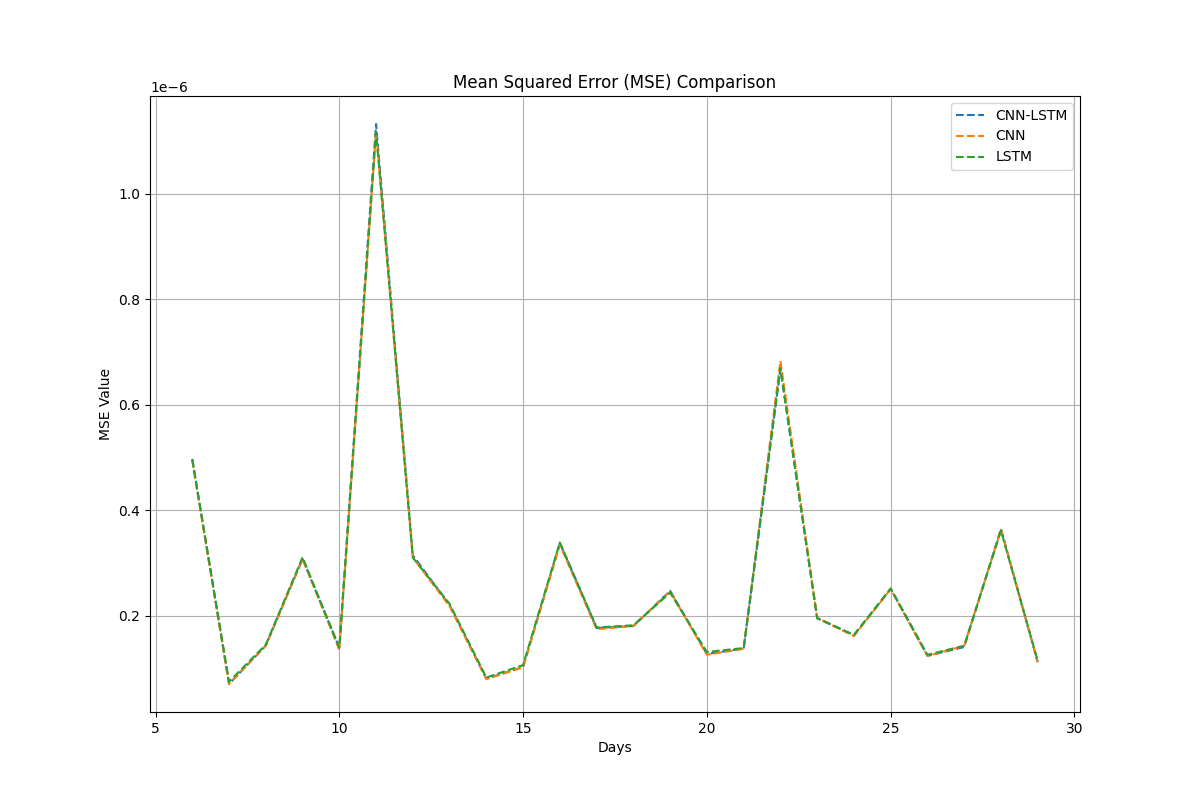 Mean Squared Error (MSE) Comparison
1e−6
CNN-LSTM
CNN
LSTM
1.0
0.8
0.6
0.4
0.2
MSE Value
5 10 15 20 25 30
Days